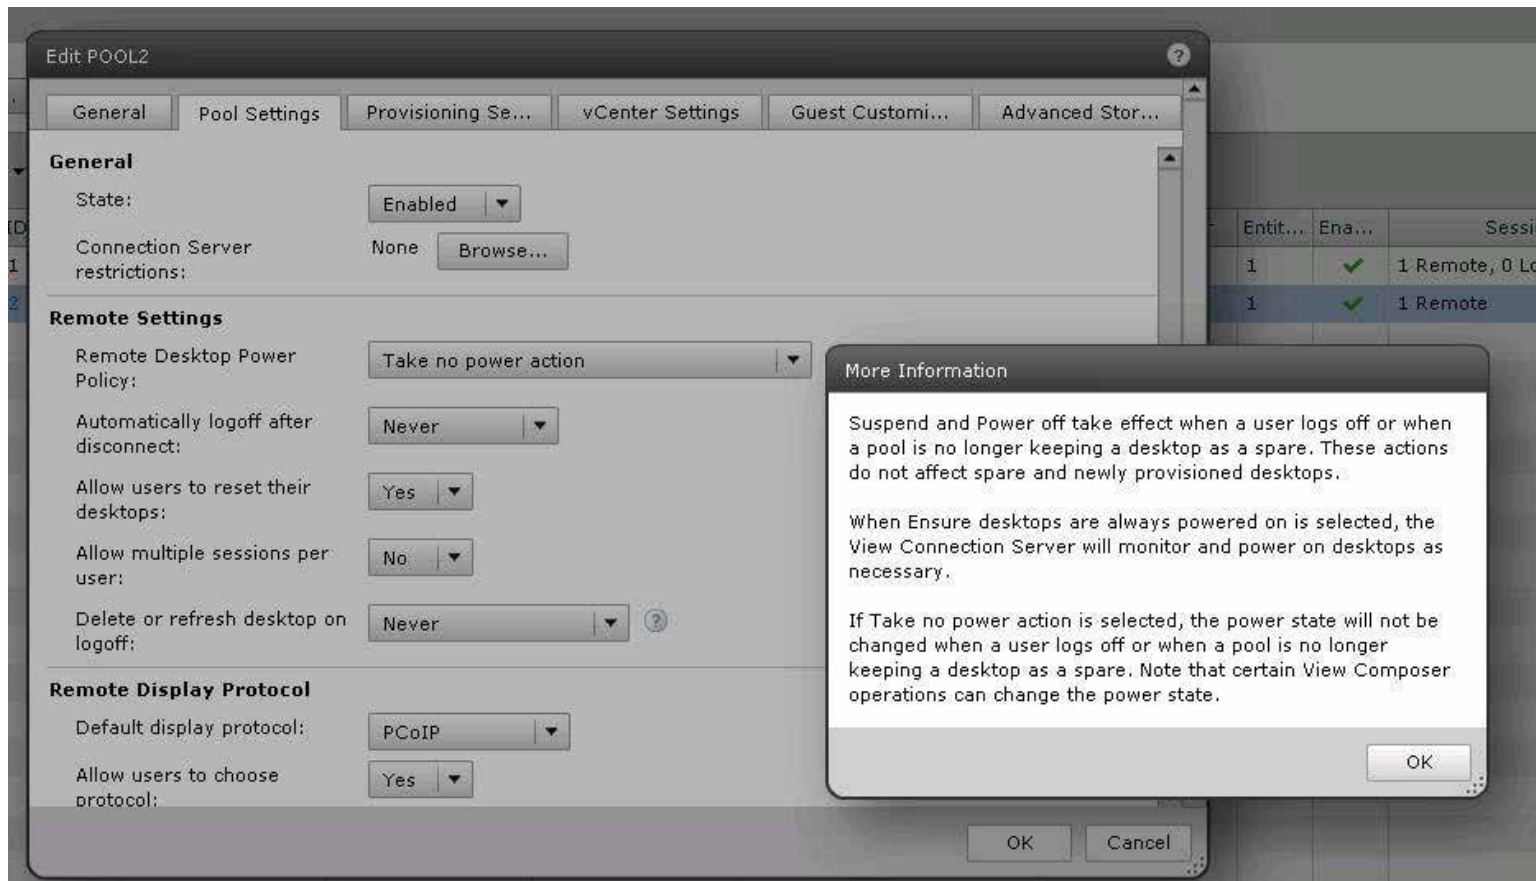 Edit POOL2
?
General Pool Settings Provisioning Se... vCenter Settings Guest Customi... Advanced Stor...
General
State: Enabled
Connection Server
restrictions:
None Browse...
Remote Settings
Remote Desktop Power
Policy:
Take no power action
Automatically logoff after
disconnect:
Never
Allow users to reset their
desktops:
Yes
Allow multiple sessions per
user:
No
Delete or refresh desktop on
logoff:
Never
?
Remote Display Protocol
Default display protocol: PCoIP
Allow users to choose
protocol:
Yes
OK Cancel
ID Entit... Ena... Sessi
1 1 1 Remote, 0 Lo
2 1 1 Remote
More Information
Suspend and Power off take effect when a user logs off or when
a pool is no longer keeping a desktop as a spare. These actions
do not affect spare and newly provisioned desktops.
When Ensure desktops are always powered on is selected, the
View Connection Server will monitor and power on desktops as
necessary.
If Take no power action is selected, the power state will not be
changed when a user logs off or when a pool is no longer
keeping a desktop as a spare. Note that certain View Composer
operations can change the power state.
OK